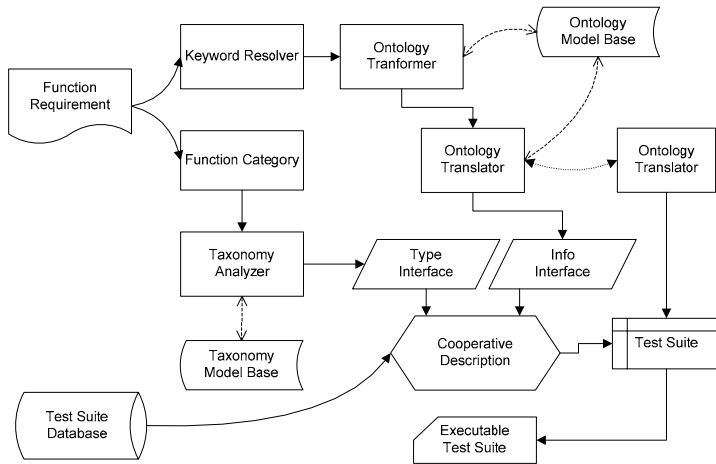 Function
Requirement
Keyword Resolver
Ontology
Tranformer
Ontology
Model Base
Function Category
Ontology
Translator
Ontology
Translator
Taxonomy
Analyzer
Type
Interface
Info
Interface
Taxonomy
Model Base
Cooperative
Description
Test Suite
Test Suite
Database
Executable
Test Suite